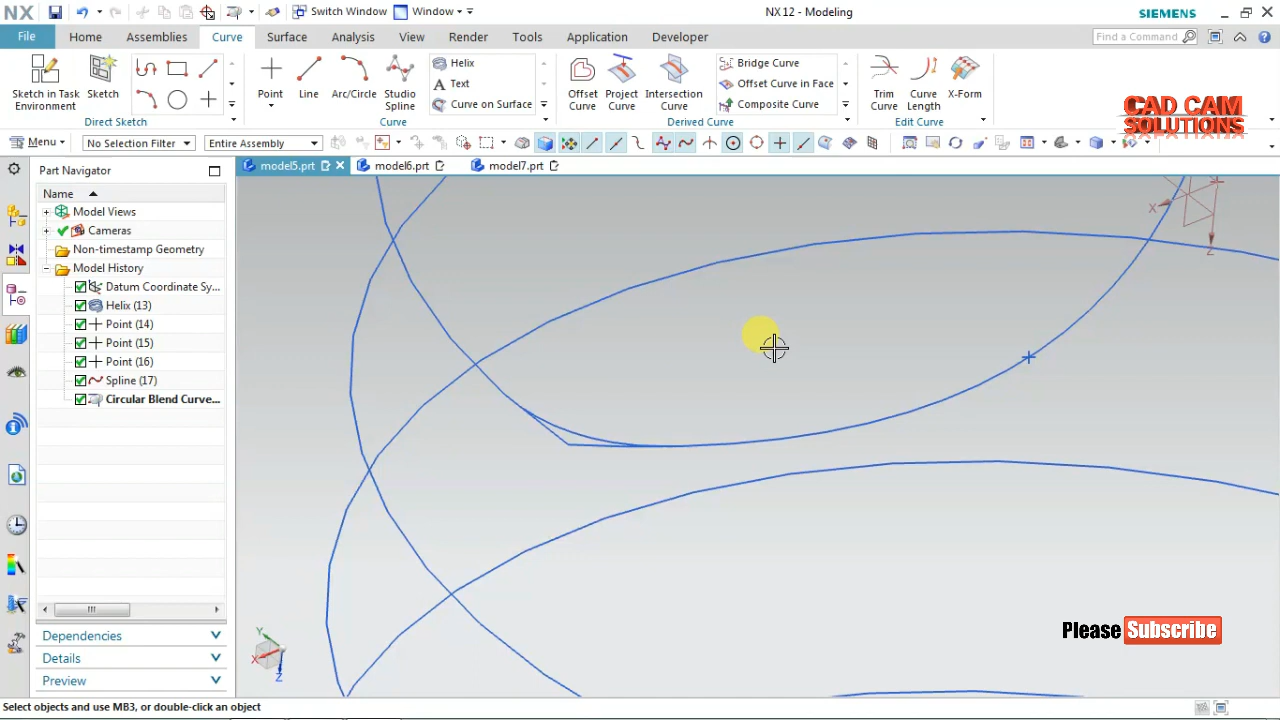 NX
Switch Window
Window
NX 12 - Modeling
SIEMENS
File
Home
Assemblies
Curve
Surface
Analysis
View
Render
Tools
Application
Developer
Find a Command
Sketch in Task
Environment
Sketch
Direct Sketch
Point
Line
Arc/Circle
Studio
Spline
Helix
Text
Curve on Surface
Curve
Offset
Curve
Project
Curve
Intersection
Curve
Bridge Curve
Offset Curve in Face
Composite Curve
Derived Curve
Trim
Curve
Curve
Length
X-Form
Edit Curve
CAD CAM
SOLUTIONS
Menu
No Selection Filter
Entire Assembly
Part Navigator
model5.prt
model6.prt
model7.prt
Name
Model Views
Cameras
Non-timestamp Geometry
Model History
Datum Coordinate Sy...
Helix (13)
Point (14)
Point (15)
Point (16)
Spline (17)
Circular Blend Curve...
Dependencies
Details
Preview
X
Z
Y
X
Z
Please Subscribe
Select objects and use MB3, or double-click an object